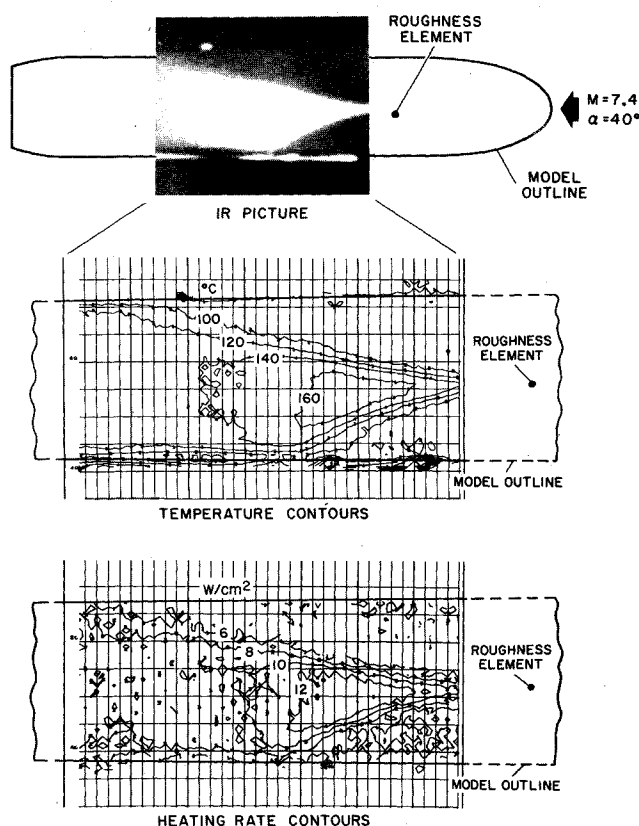 ROUGHNESS
ELEMENT
M=7.4
α=40°
MODEL
OUTLINE
IR PICTURE
°C
100
120
140
160
ROUGHNESS
ELEMENT
MODEL OUTLINE
TEMPERATURE CONTOURS
W/cm²
6
8
10
12
ROUGHNESS
ELEMENT
MODEL OUTLINE
HEATING RATE CONTOURS